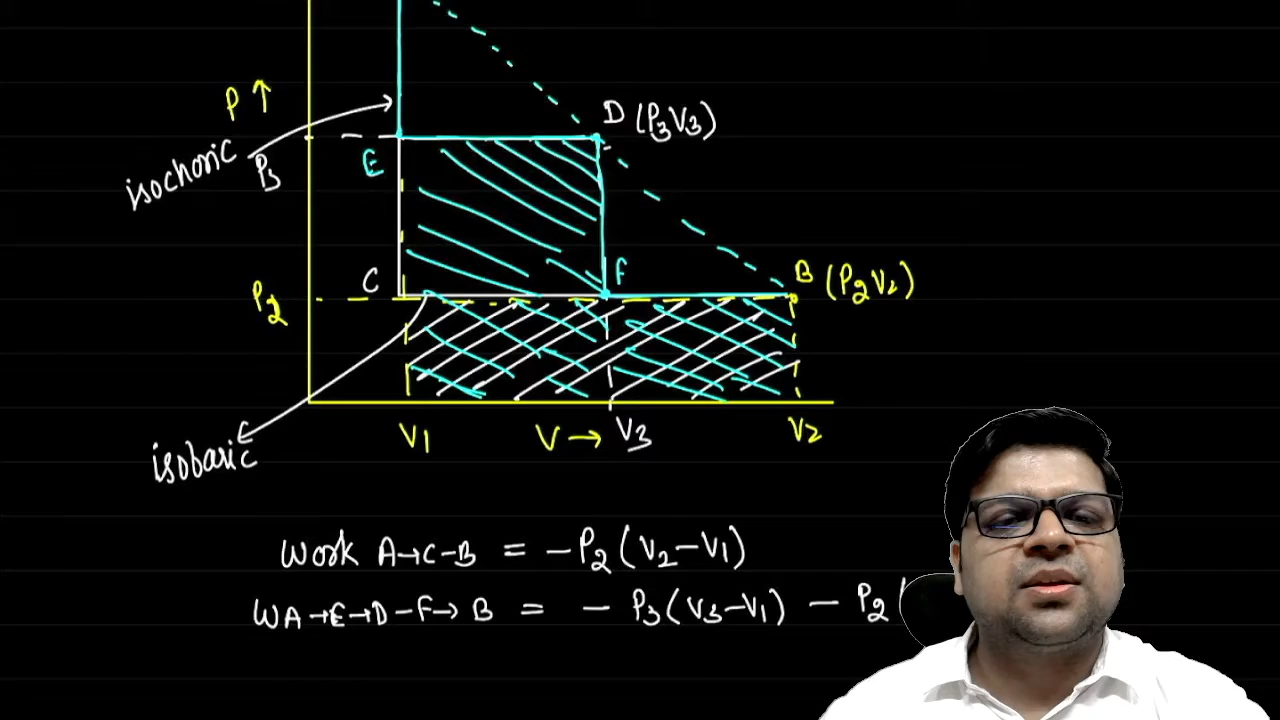 P ↑
D (P3V3)
isochoric
P3
E
C
F
B (P2V2)
P2
V1
V →
V3
V2
isobaric
Work A→C-B = -P2(V2-V1)
WA→E→D-F→B = - P3(V3-V1) - P2(